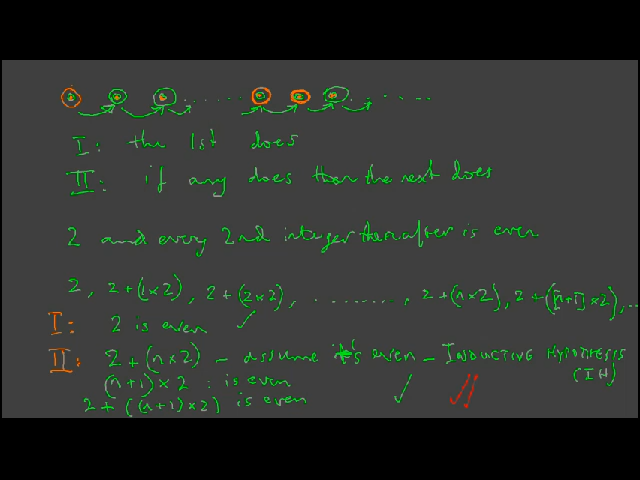 I: the 1st does
II: if any does then the next does
2 and every 2nd integer thereafter is even
2, 2+(1×2), 2+(2×2), ........, 2+(n×2), 2+([n+1]×2),...
I: 2 is even ✓
II: 2+(n×2) – assume it's even – INDUCTIVE HYPOTHESIS
(n+1)×2 : is even (IH)
2+((n+1)×2) is even ✓ ✓//